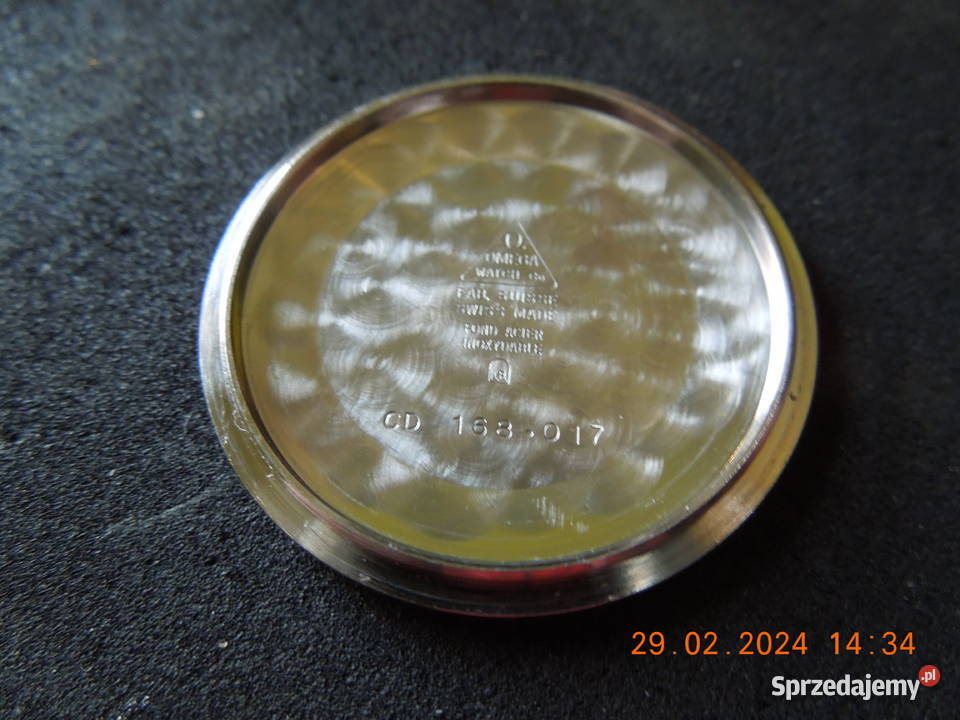 Ω
OMEGA
WATCH Co
FAB. SUISSE
SWISS MADE
FOND ACIER
INOXYDABLE
CD 168.017
29.02.2024 14:34
Sprzedajemy.pl